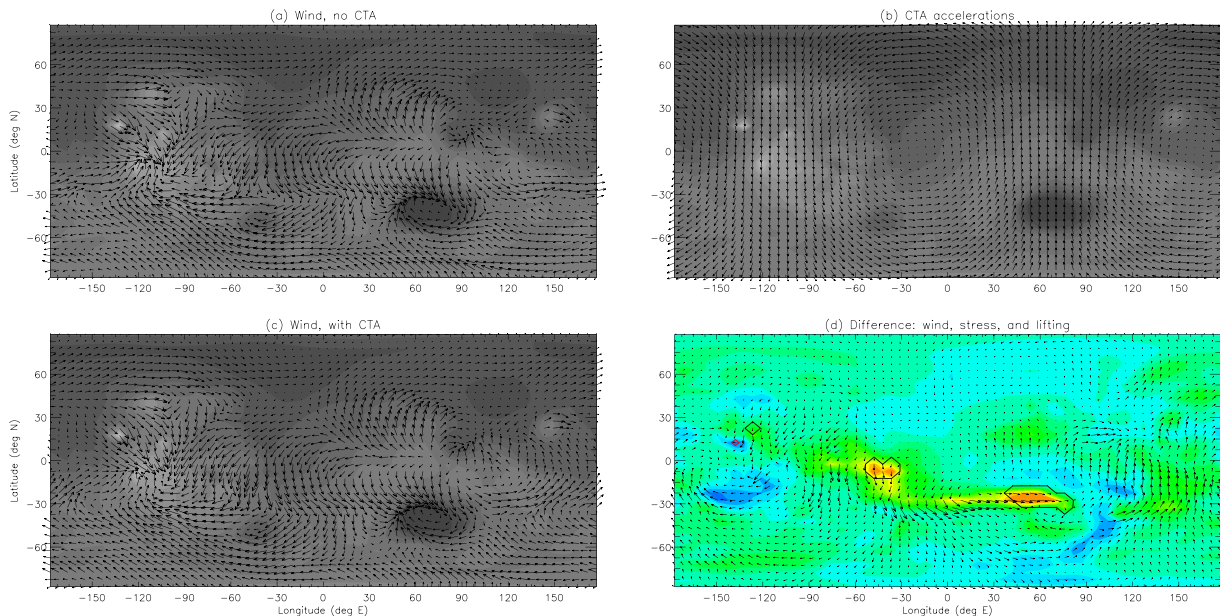 (a) Wind, no CTA
60
30
0
−30
−60
Latitude (deg N)
−150 −120 −90 −60 −30 0 30 60 90 120 150
(b) CTA accelerations
60
30
0
−30
−60
−150 −120 −90 −60 −30 0 30 60 90 120 150
(c) Wind, with CTA
60
30
0
−30
−60
Latitude (deg N)
−150 −120 −90 −60 −30 0 30 60 90 120 150
Longitude (deg E)
(d) Difference: wind, stress, and lifting
60
30
0
−30
−60
−150 −120 −90 −60 −30 0 30 60 90 120 150
Longitude (deg E)